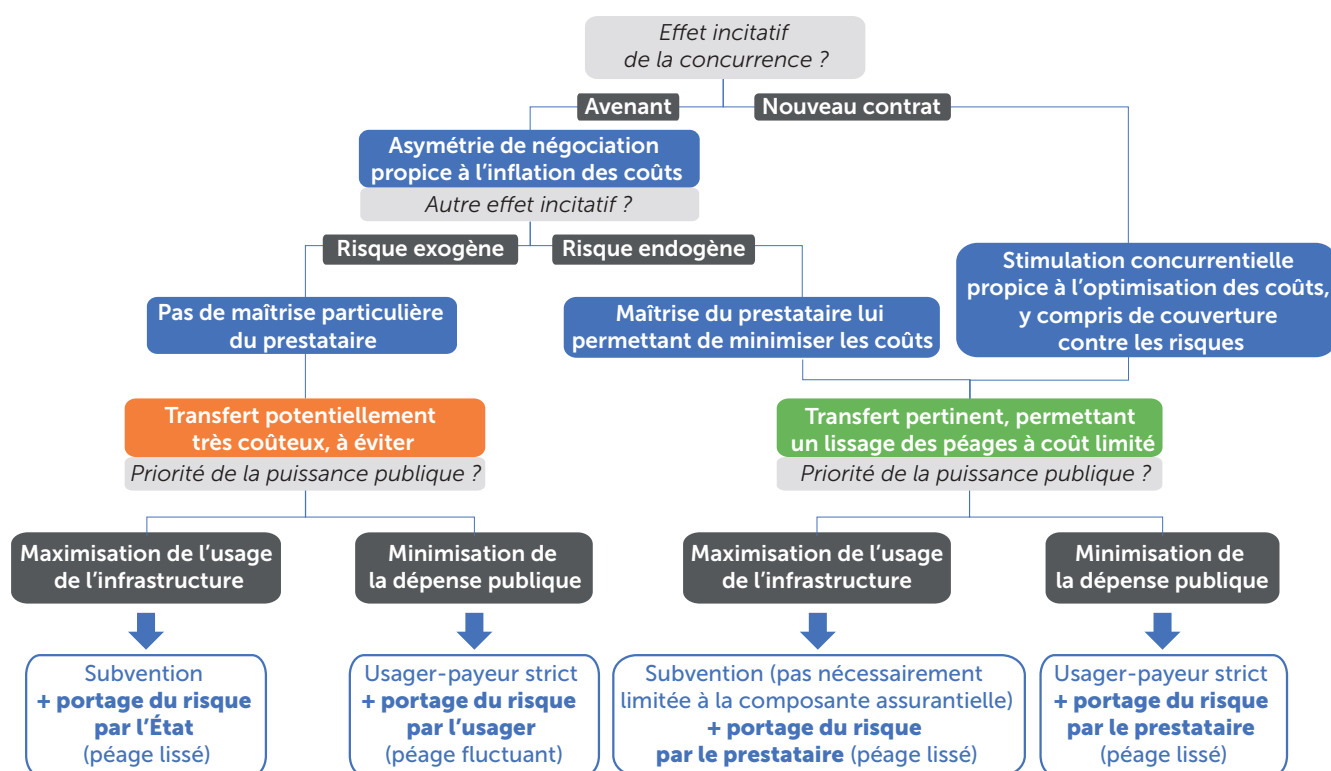 Effet incitatif
de la concurrence ?
Avenant
Nouveau contrat
Asymétrie de négociation
propice à l'inflation des coûts
Autre effet incitatif ?
Risque exogène
Risque endogène
Stimulation concurrentielle
propice à l'optimisation des coûts,
y compris de couverture
contre les risques
Pas de maîtrise particulière
du prestataire
Maîtrise du prestataire lui
permettant de minimiser les coûts
Transfert potentiellement
très coûteux, à éviter
Priorité de la puissance publique ?
Transfert pertinent, permettant
un lissage des péages à coût limité
Priorité de la puissance publique ?
Maximisation de l'usage
de l'infrastructure
Minimisation de
la dépense publique
Maximisation de l'usage
de l'infrastructure
Minimisation de
la dépense publique
Subvention
+ portage du risque
par l'État
(péage lissé)
Usager-payeur strict
+ portage du risque
par l'usager
(péage fluctuant)
Subvention (pas nécessairement
limitée à la composante assurantielle)
+ portage du risque
par le prestataire (péage lissé)
Usager-payeur strict
+ portage du risque
par le prestataire
(péage lissé)